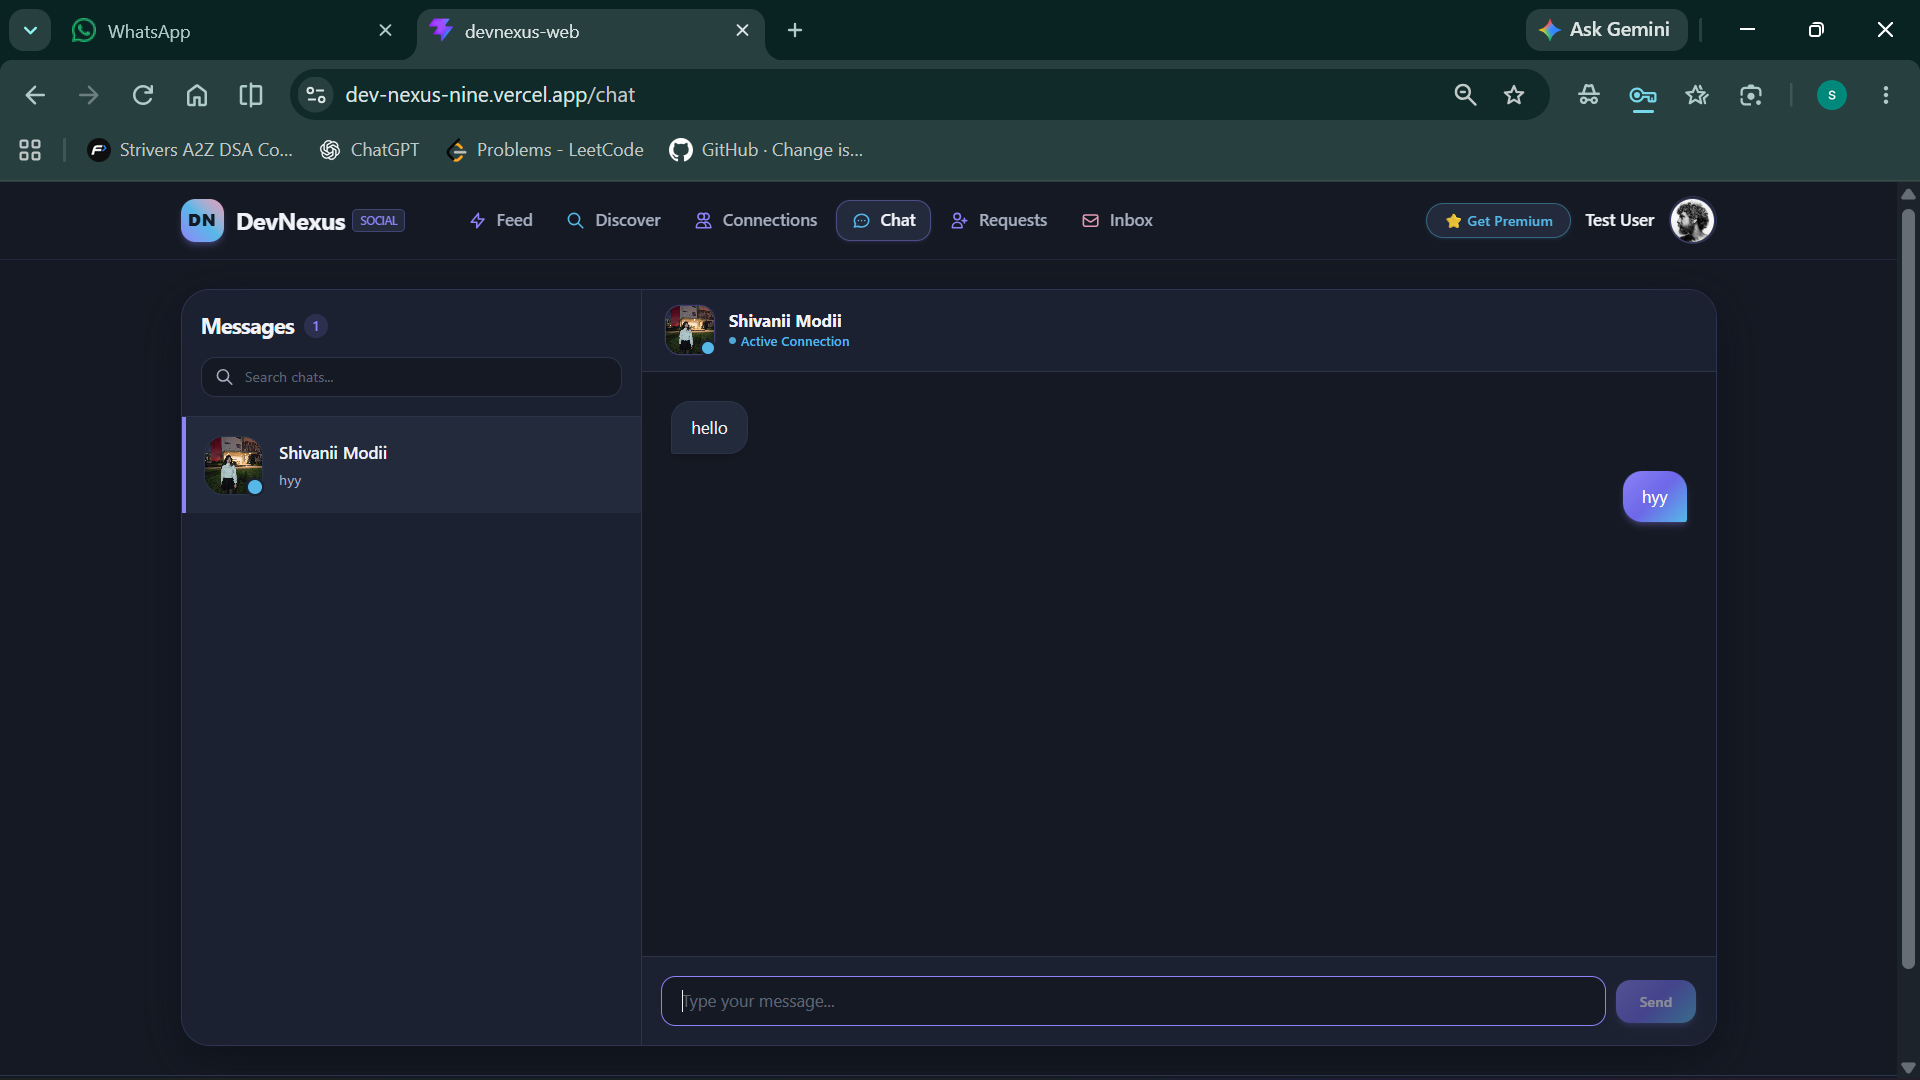 WhatsApp
devnexus-web
Ask Gemini
dev-nexus-nine.vercel.app/chat
S
Strivers A2Z DSA Co...
ChatGPT
Problems - LeetCode
GitHub · Change is...
DN
DevNexus
SOCIAL
Feed
Discover
Connections
Chat
Requests
Inbox
Get Premium
Test User
Messages
1
Search chats...
Shivanii Modii
hyy
Shivanii Modii
Active Connection
hello
hyy
Type your message...
Send